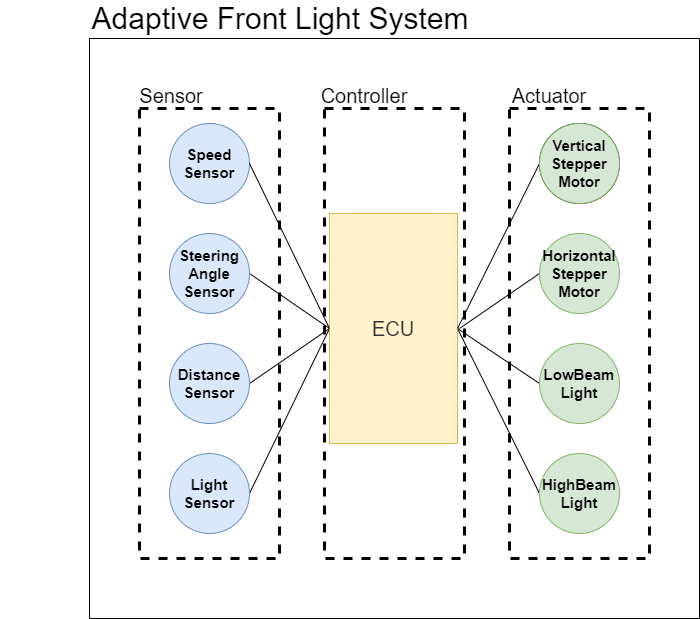 Adaptive Front Light System
Sensor
Controller
Actuator
Speed
Sensor
Steering
Angle
Sensor
Distance
Sensor
Light
Sensor
ECU
Vertical
Stepper
Motor
Horizontal
Stepper
Motor
LowBeam
Light
HighBeam
Light